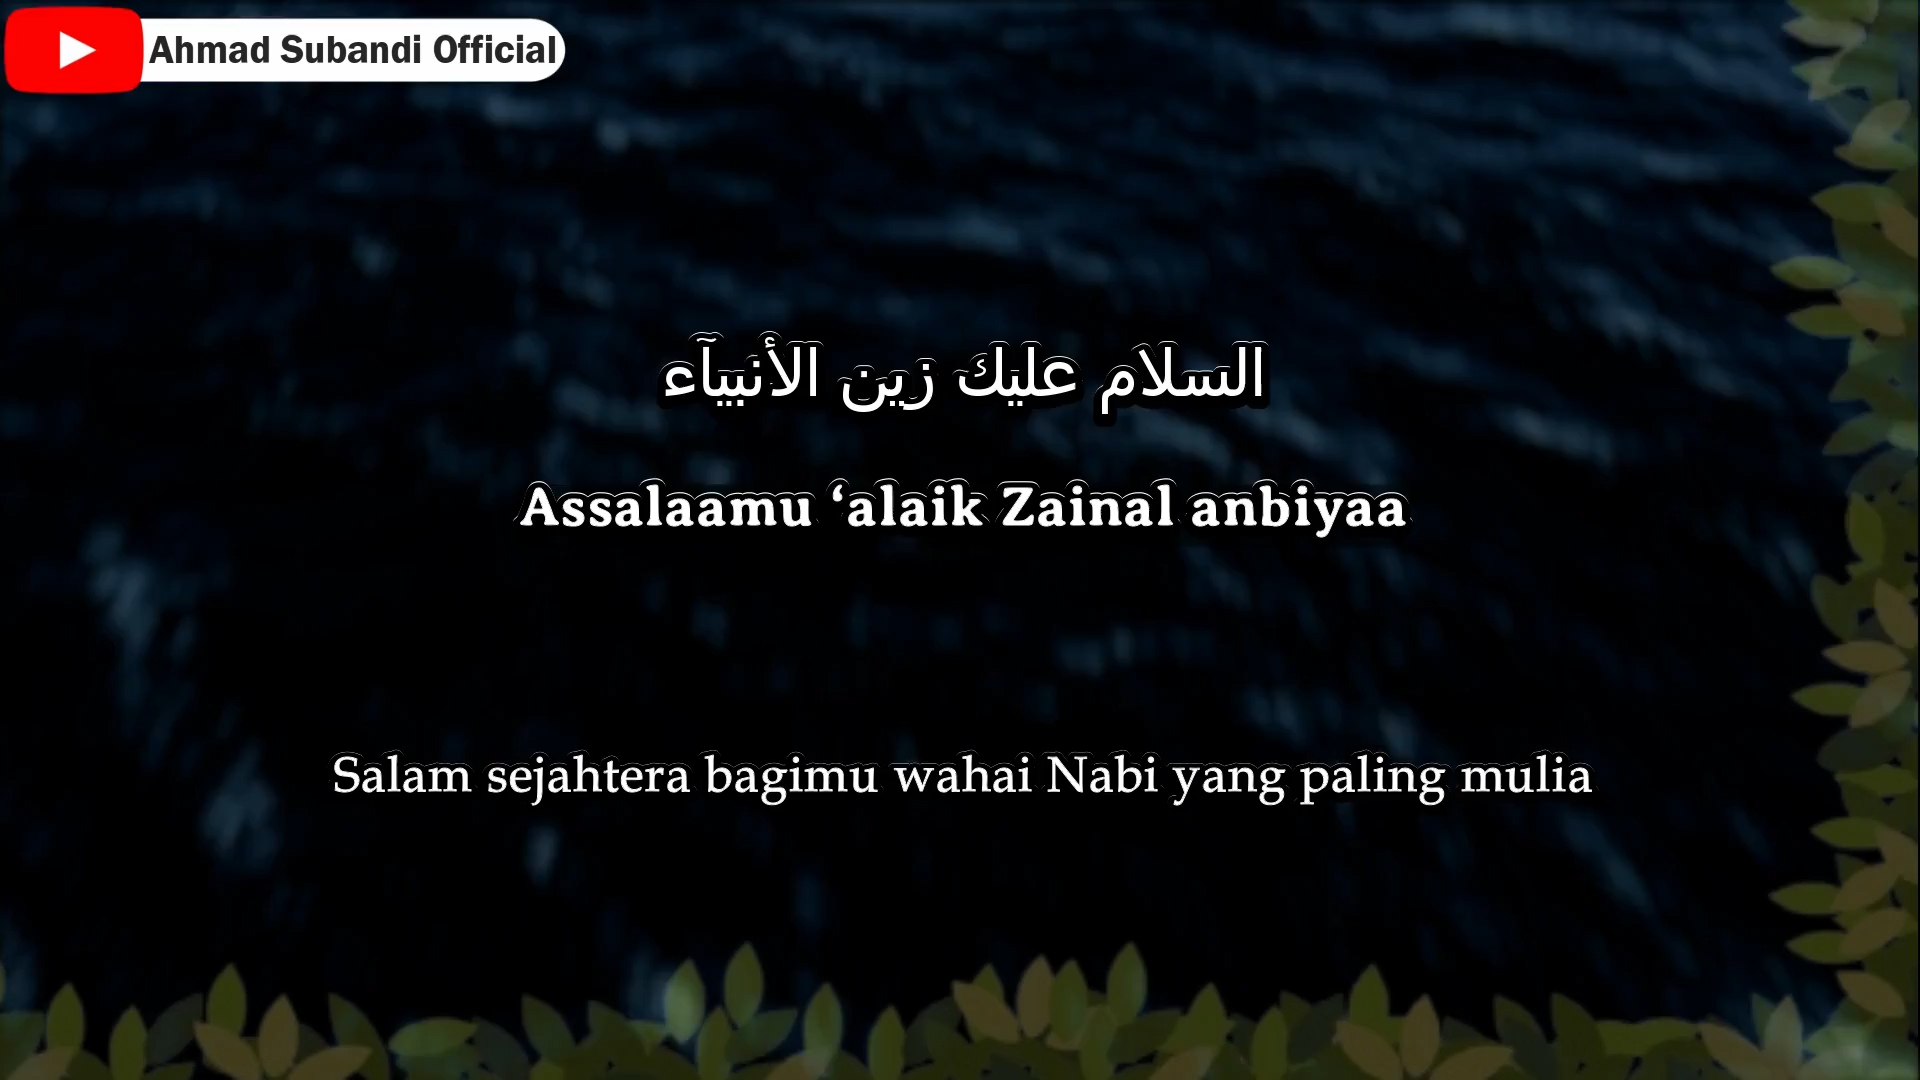 Ahmad Subandi Official
السلام عليك زين الأنبيآء
Assalaamu ‘alaik Zainal anbiyaa
Salam sejahtera bagimu wahai Nabi yang paling mulia